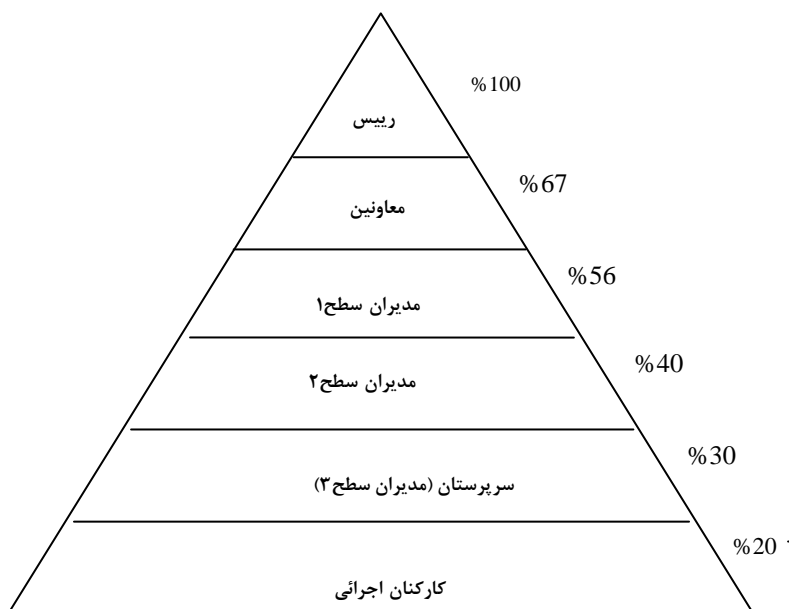 %100
رییس
%67
معاونین
%56
مدیران سطح۱
%40
مدیران سطح۲
%30
سرپرستان (مدیران سطح۳)
%20
کارکنان اجرائی